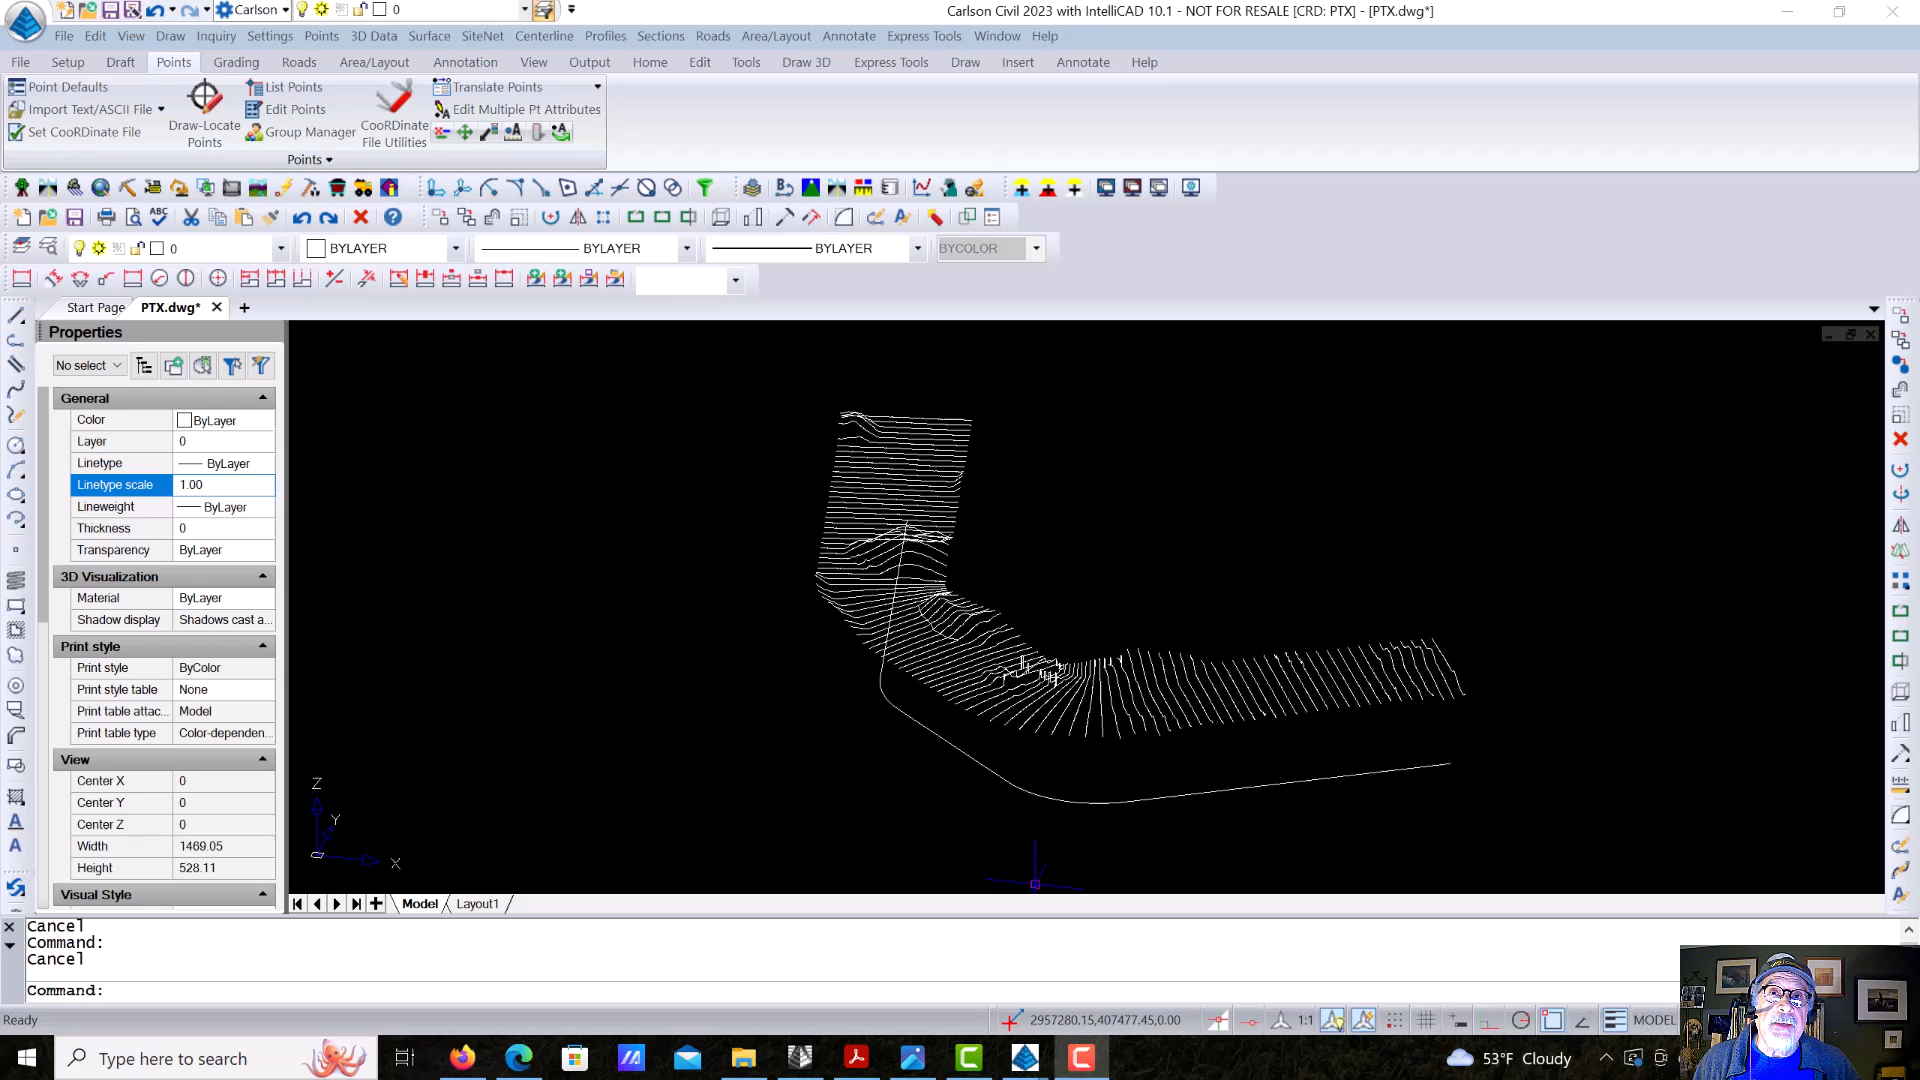 Carlson
0
Carlson Civil 2023 with IntelliCAD 10.1 - NOT FOR RESALE [CRD: PTX] - [PTX.dwg*]
File Edit View Draw Inquiry Settings Points 3D Data Surface SiteNet Centerline Profiles Sections Roads Area/Layout Annotate Express Tools Window Help
File Setup Draft Points Grading Roads Area/Layout Annotation View Output Home Edit Tools Draw 3D Express Tools Draw Insert Annotate Help
Point Defaults
Import Text/ASCII File
Set CooRDinate File
Draw-Locate
Points
List Points
Edit Points
Group Manager
CooRDinate
File Utilities
Translate Points
Edit Multiple Pt Attributes
Points
ABC
0
BYLAYER
BYLAYER
BYLAYER
BYCOLOR
Start Page
PTX.dwg*
Properties
No select
General
Color ByLayer
Layer 0
Linetype ByLayer
Linetype scale 1.00
Lineweight ByLayer
Thickness 0
Transparency ByLayer
3D Visualization
Material ByLayer
Shadow display Shadows cast a...
Print style
Print style ByColor
Print style table None
Print table attac... Model
Print table type Color-dependen...
View
Center X 0
Center Y 0
Center Z 0
Width 1469.05
Height 528.11
Visual Style
Z
Y
X
Model
Layout1
Cancel
Command:
Cancel
Command:
Ready
2957280.15,407477.45,0.00
1:1
MODEL
Type here to search
53°F Cloudy